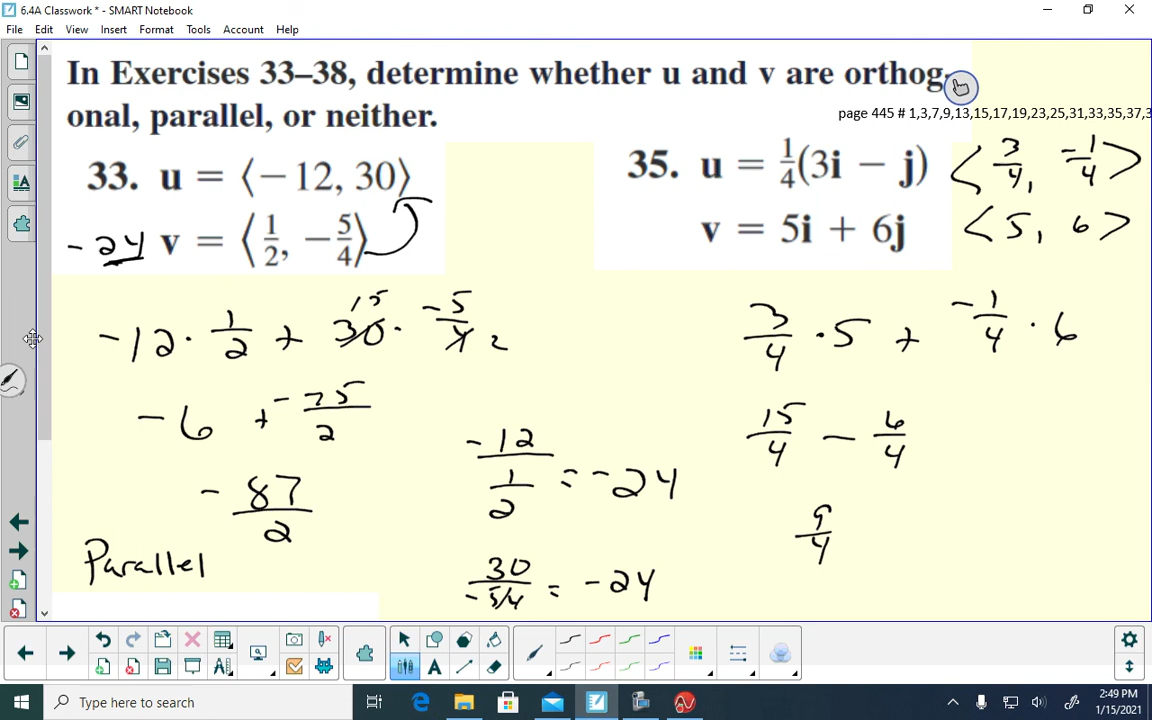 6.4A Classwork * - SMART Notebook
File Edit View Insert Format Tools Account Help
In Exercises 33–38, determine whether u and v are orthog-
onal, parallel, or neither.
page 445 # 1,3,7,9,13,15,17,19,23,25,31,33,35,37,3
33. u = ⟨−12, 30⟩
-24 v = ⟨1/2, −5/4⟩
-12 · 1/2 + 30 · -5/4 =
15
-6 + -75/2
-87/2
Parallel
-12 / 1/2 = -24
30 / -5/4 = -24
35. u = 1/4(3i − j) <3/4, -1/4>
v = 5i + 6j <5, 6>
3/4 · 5 + -1/4 · 6
15/4 - 6/4
9/4
Type here to search
2:49 PM
1/15/2021